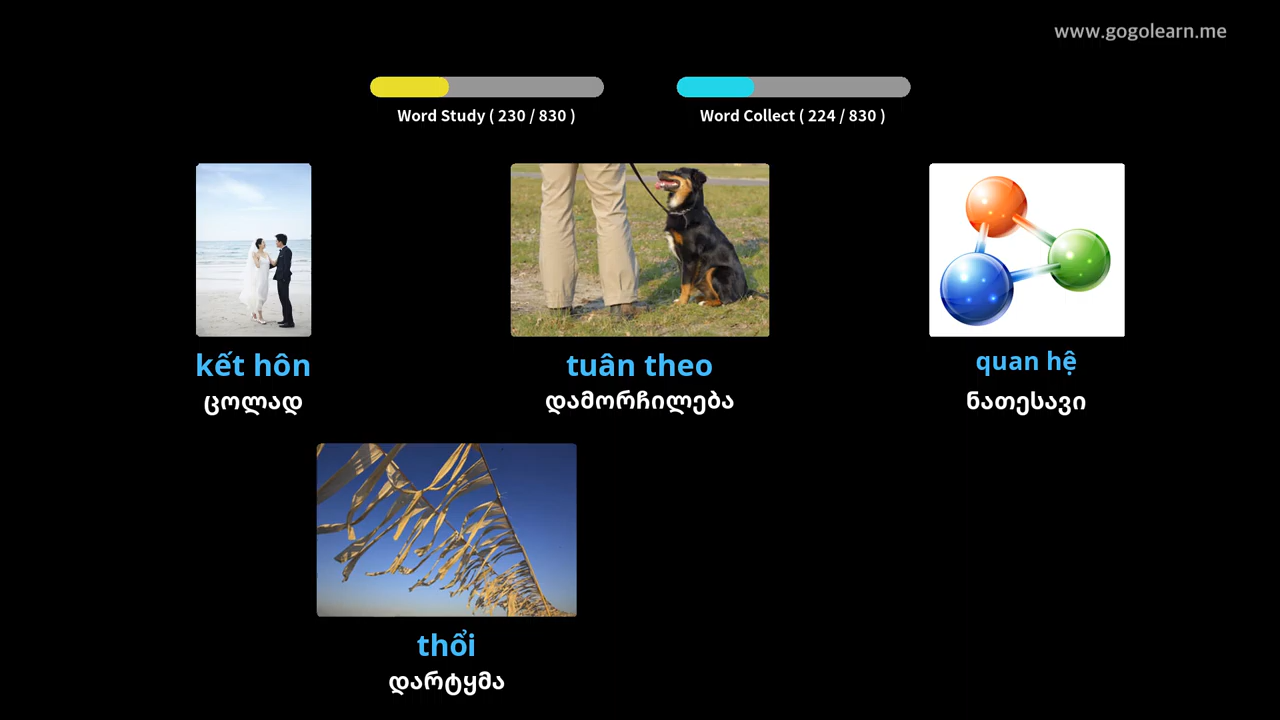 www.gogolearn.me
Word Study ( 230 / 830 )
Word Collect ( 224 / 830 )
kết hôn
tuân theo
quan hệ
ცოლად
დამორჩილება
ნათესავი
thổi
დარტყმა